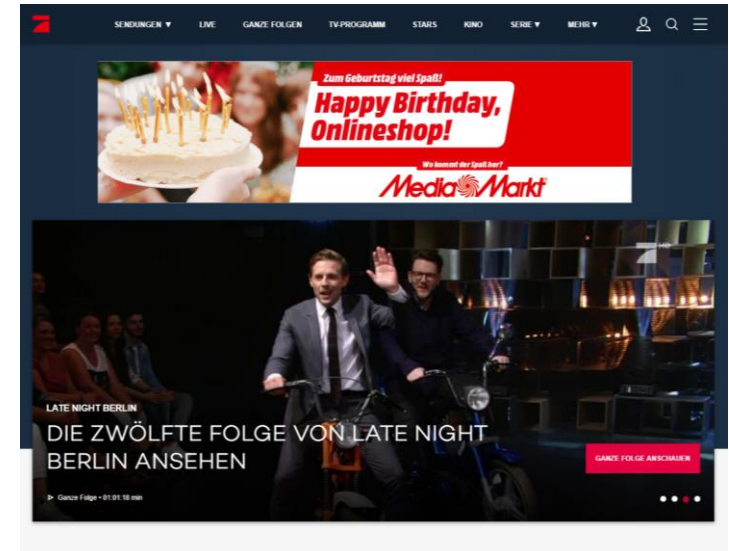 SENDUNGEN ▼ LIVE GANZE FOLGEN TV-PROGRAMM STARS KINO SERIE ▼ MEHR ▼
Zum Geburtstag viel Spaß!
Happy Birthday,
Onlineshop!
Wo kommt der Spaß her?
MediaMarkt
LATE NIGHT BERLIN
DIE ZWÖLFTE FOLGE VON LATE NIGHT
BERLIN ANSEHEN
GANZE FOLGE ANSCHAUEN
Ganze Folge • 01:01:18 min